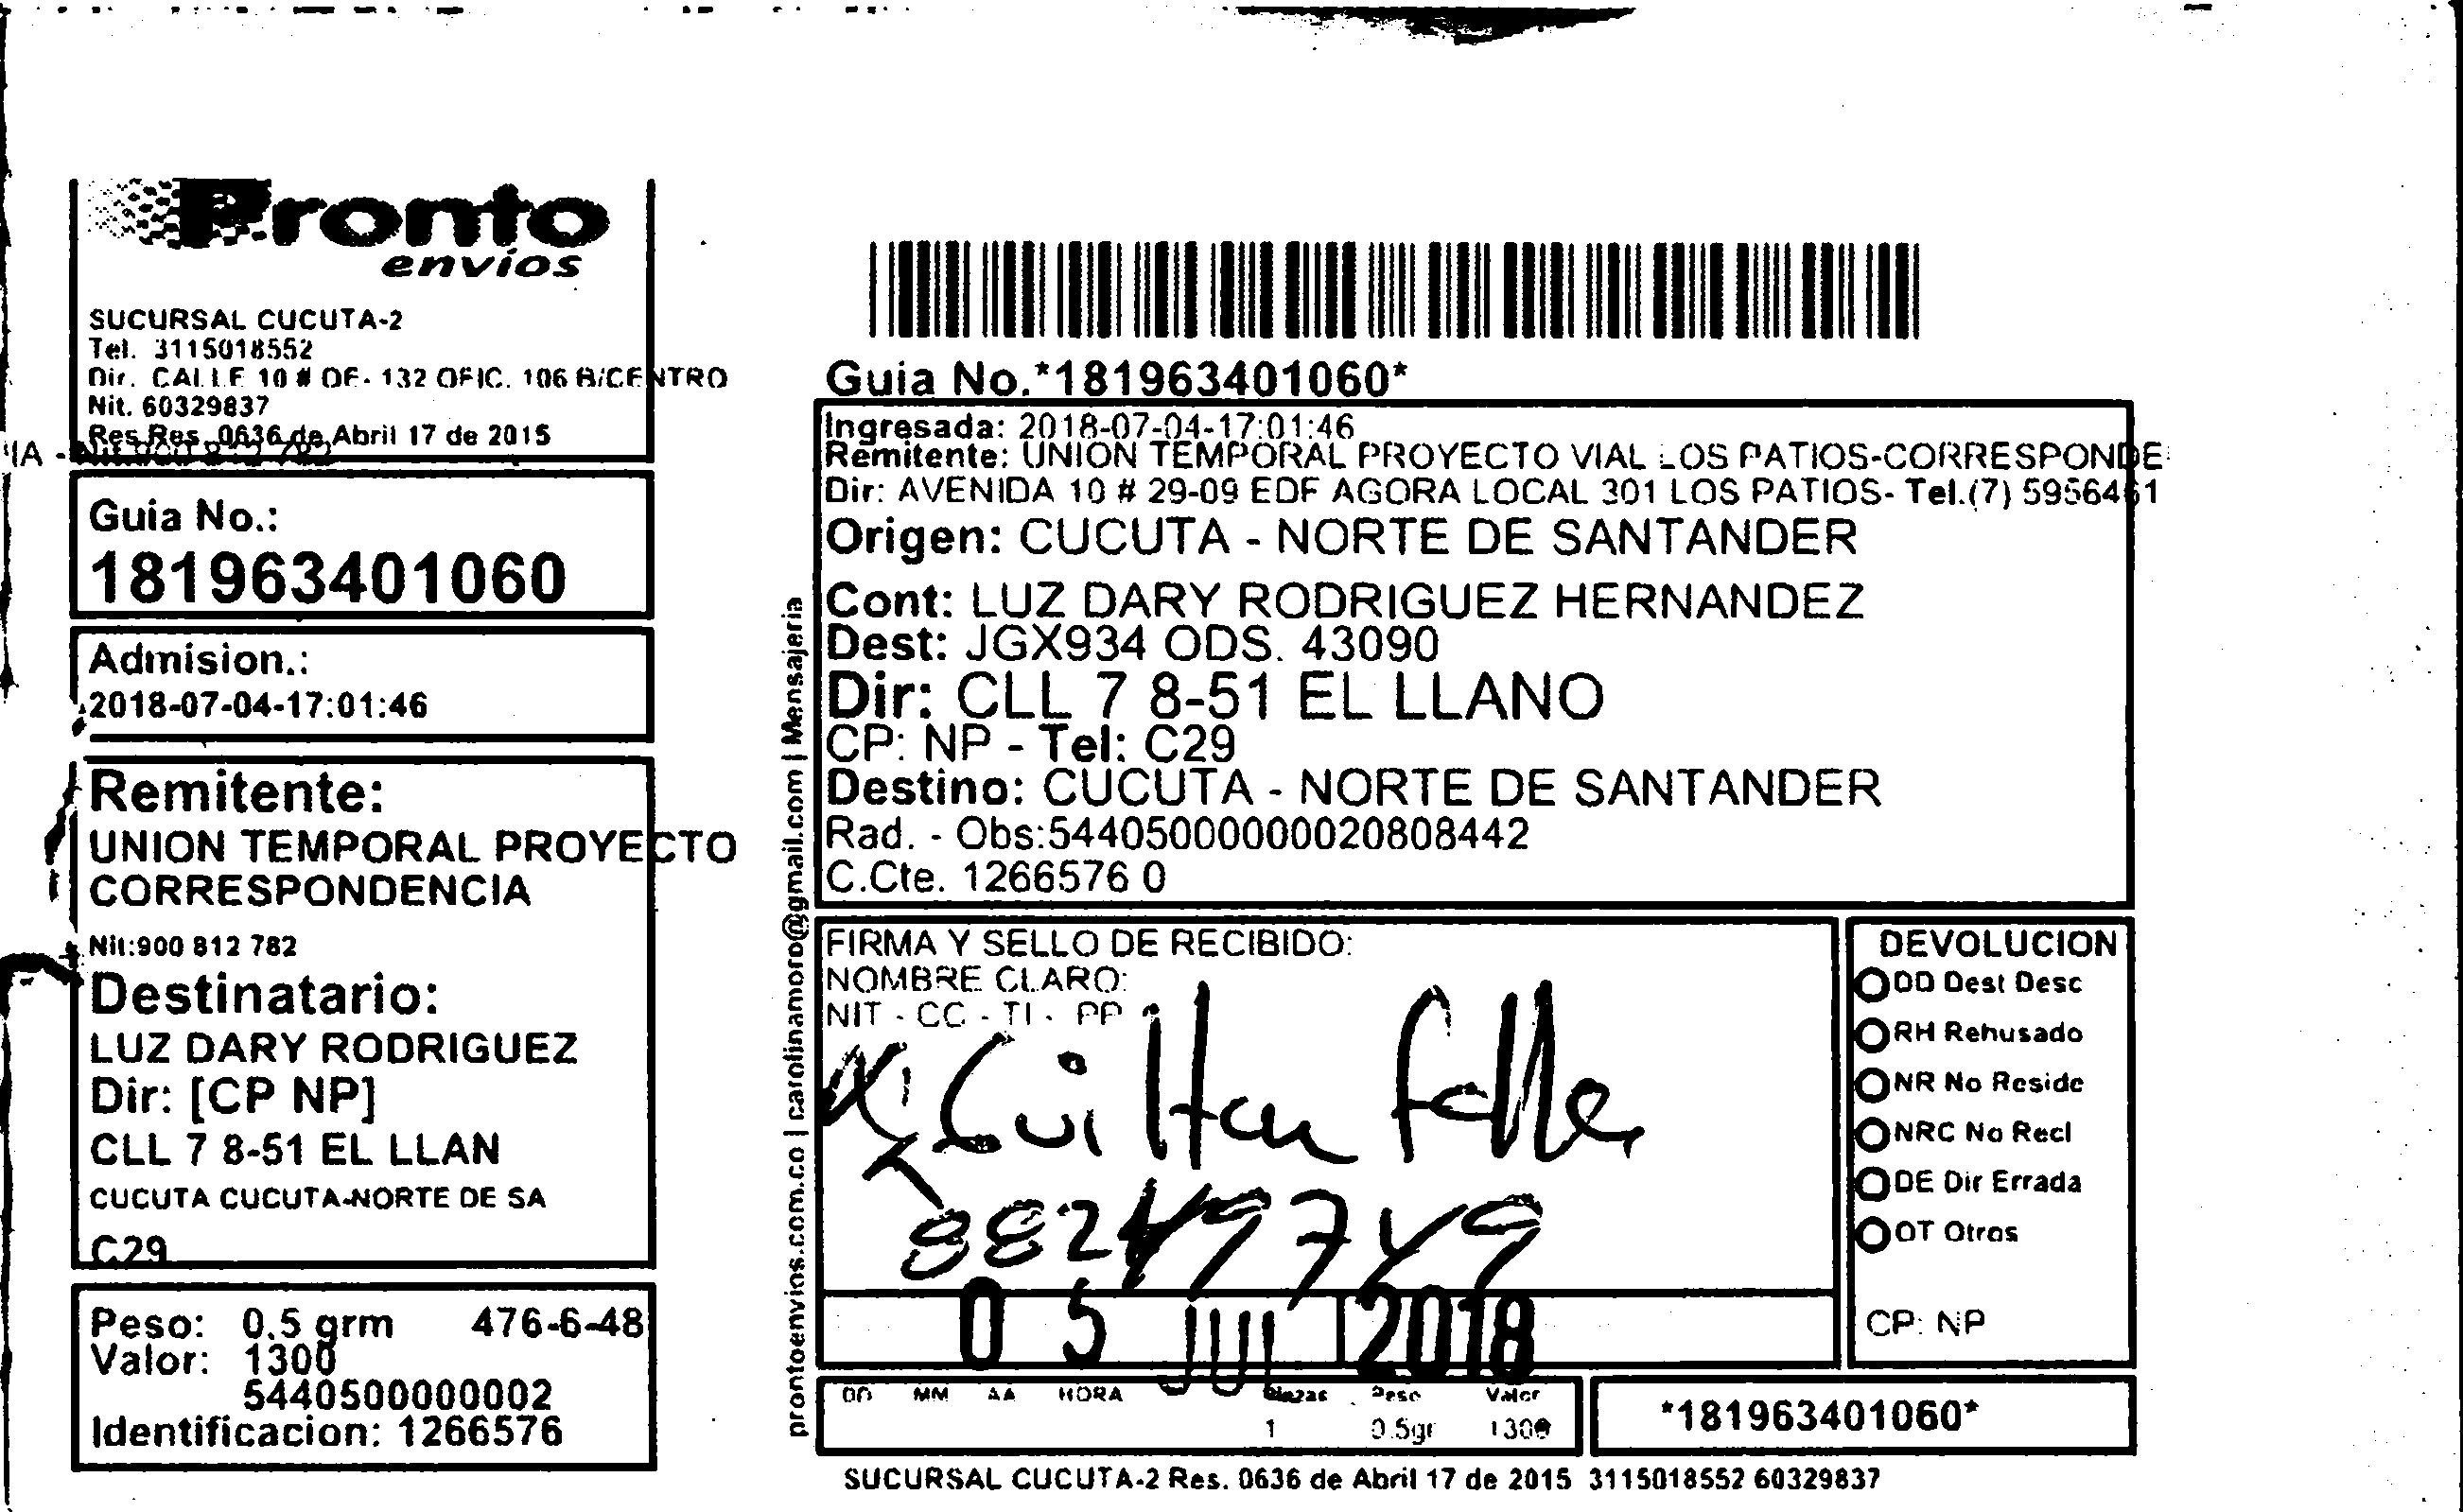 Pronto
envíos
SUCURSAL CUCUTA-2
Tel. 3115018552
Dir. CALLE 10 # OE- 132 OFIC. 106 B/CENTRO
Nit. 60329837
Res Res. 0636 de Abril 17 de 2015
IA - Nit.900 812 782
Guia No.:
181963401060
Admision.:
2018-07-04-17:01:46
Remitente:
UNION TEMPORAL PROYECTO
CORRESPONDENCIA
Nit:900 812 782
Destinatario:
LUZ DARY RODRIGUEZ
Dir: [CP NP]
CLL 7 8-51 EL LLAN
CUCUTA CUCUTA-NORTE DE SA
C29
Peso: 0.5 grm 476-6-48
Valor: 1300
5440500000002
Identificacion: 1266576
prontoenvios.com.co | carolinamoro@gmail.com | Mensajeria
Guia No.*181963401060*
Ingresada: 2018-07-04-17:01:46
Remitente: UNION TEMPORAL PROYECTO VIAL LOS PATIOS-CORRESPONDE
Dir: AVENIDA 10 # 29-09 EDF AGORA LOCAL 301 LOS PATIOS- Tel.(7) 5956461
Origen: CUCUTA - NORTE DE SANTANDER
Cont: LUZ DARY RODRIGUEZ HERNANDEZ
Dest: JGX934 ODS. 43090
Dir: CLL 7 8-51 EL LLANO
CP: NP - Tel: C29
Destino: CUCUTA - NORTE DE SANTANDER
Rad. - Obs:544050000000020808442
C.Cte. 1266576 0
FIRMA Y SELLO DE RECIBIDO:
NOMBRE CLARO:
NIT - CC - TI - PP
05 JUL 2018
DD MM AA HORA Piezas Peso Valor
1 0.5gr 1300
DEVOLUCION
DD Dest Desc
RH Rehusado
NR No Reside
NRC No Recl
DE Dir Errada
OT Otros
CP: NP
*181963401060*
SUCURSAL CUCUTA-2 Res. 0636 de Abril 17 de 2015 3115018552 60329837